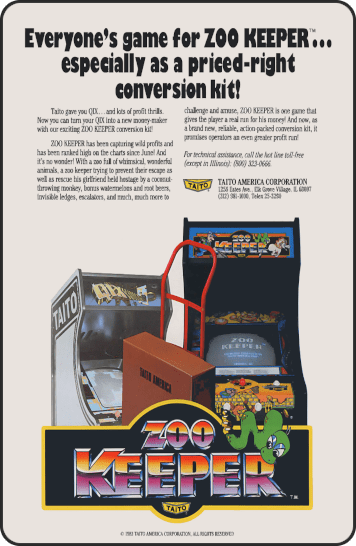 Everyone's game for ZOO KEEPER™...
especially as a priced-right
conversion kit!
Taito gave you QIX. . .and lots of profit thrills.
Now you can turn your QIX into a new money-maker
with our exciting ZOO KEEPER conversion kit!
ZOO KEEPER has been capturing wild profits and
has been ranked high on the charts since June! And
it's no wonder! With a zoo full of whimsical, wonderful
animals, a zoo keeper trying to prevent their escape as
well as rescue his girlfriend held hostage by a coconut-
throwing monkey, bonus watermelons and root beers,
invisible ledges, escalators, and much, much more to
challenge and amuse, ZOO KEEPER is one game that
gives the player a real run for his money! And now, as
a brand new, reliable, action-packed conversion kit, it
promises operators an even greater profit run!
For technical assistance, call the hot line toll-free
(except in Illinois): (800) 323-0666.
TAITO
TAITO AMERICA CORPORATION
1256 Estes Ave., Elk Grove Village, IL 60007
(312) 981-1000, Telex 25-3290
ZOO
KEEPER
TAITO
ZOO
KEEPER
TAITO AMERICA
ZOO
KEEPER
TM
TAITO
TAITO AMERICA CORPORATION, ALL RIGHTS RESERVED